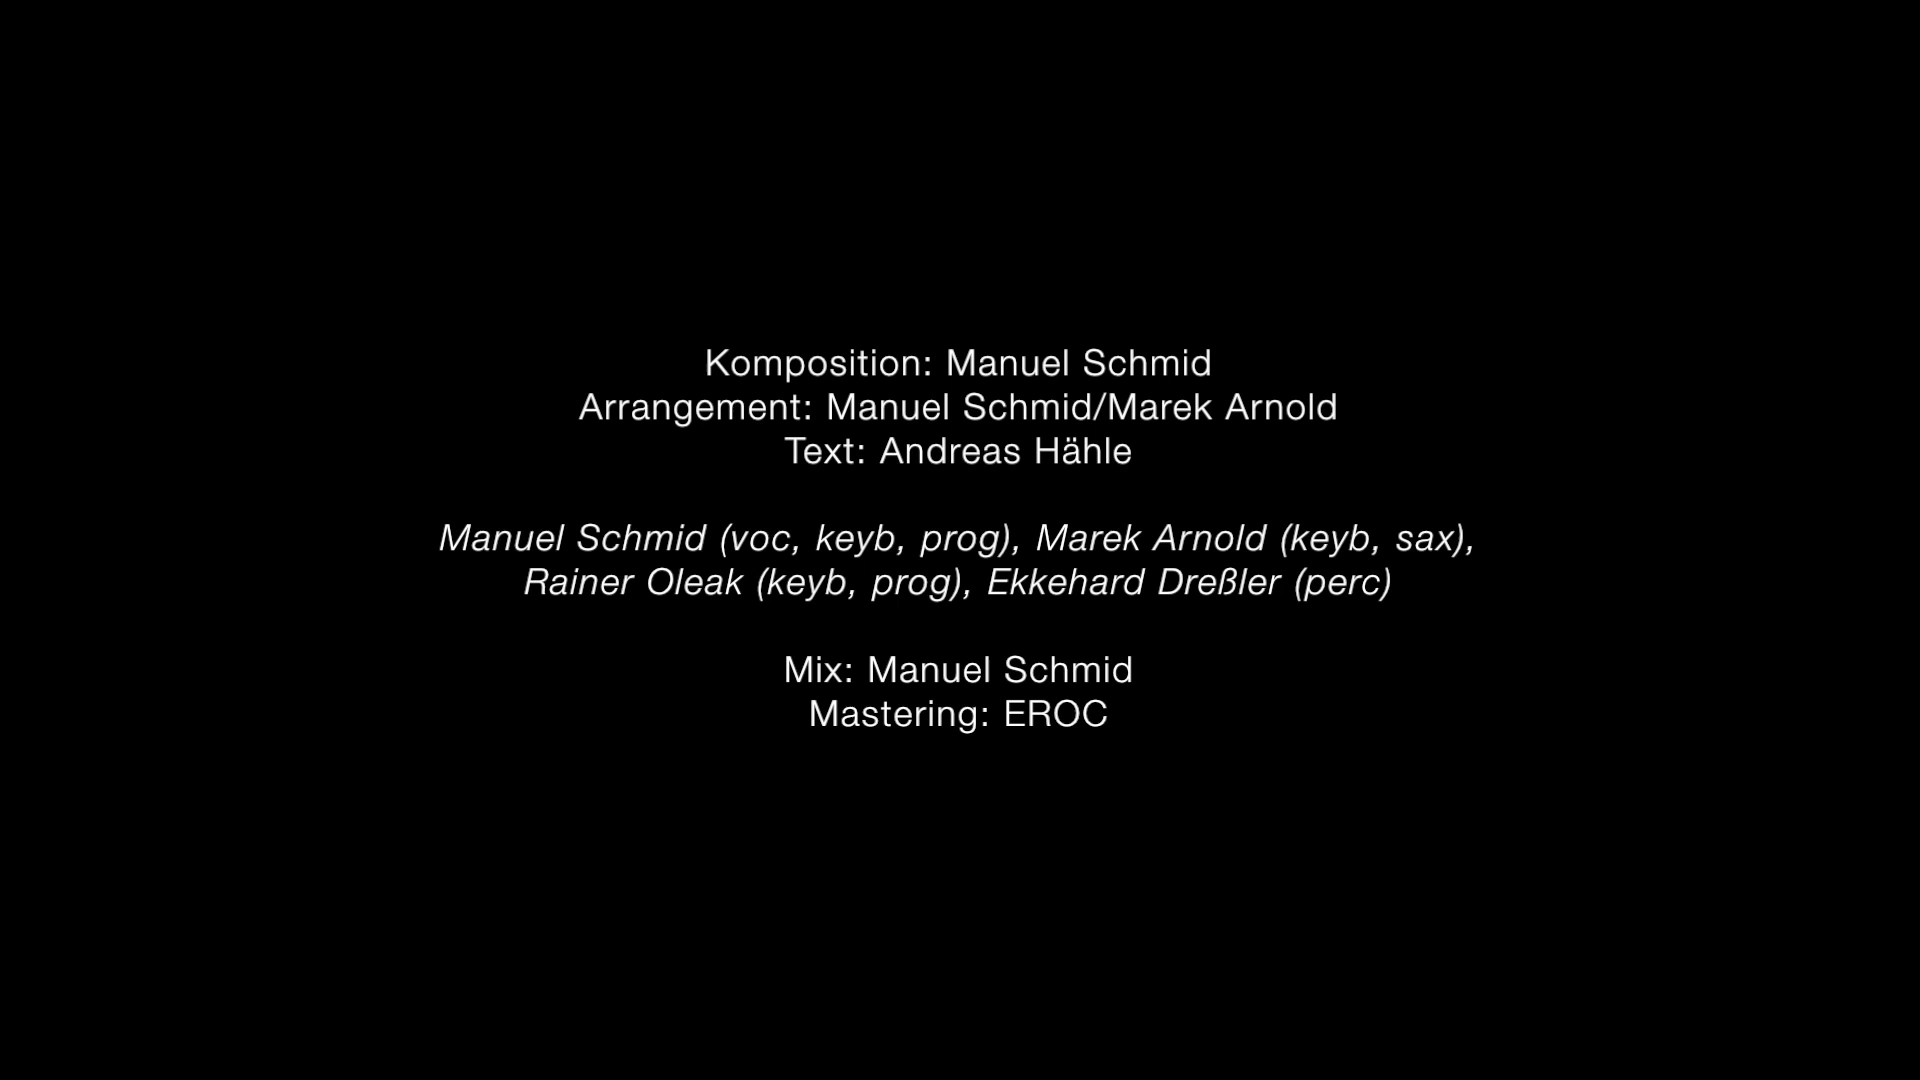 Komposition: Manuel Schmid
Arrangement: Manuel Schmid/Marek Arnold
Text: Andreas Hähle
Manuel Schmid (voc, keyb, prog), Marek Arnold (keyb, sax),
Rainer Oleak (keyb, prog), Ekkehard Dreßler (perc)
Mix: Manuel Schmid
Mastering: EROC